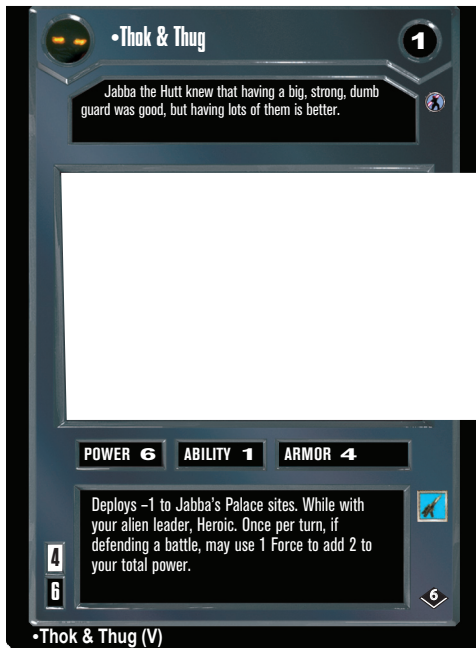 •Thok & Thug
1
Jabba the Hutt knew that having a big, strong, dumb
guard was good, but having lots of them is better.
POWER 6 ABILITY 1 ARMOR 4
Deploys –1 to Jabba's Palace sites. While with
your alien leader, Heroic. Once per turn, if
defending a battle, may use 1 Force to add 2 to
your total power.
4
6
6
•Thok & Thug (V)